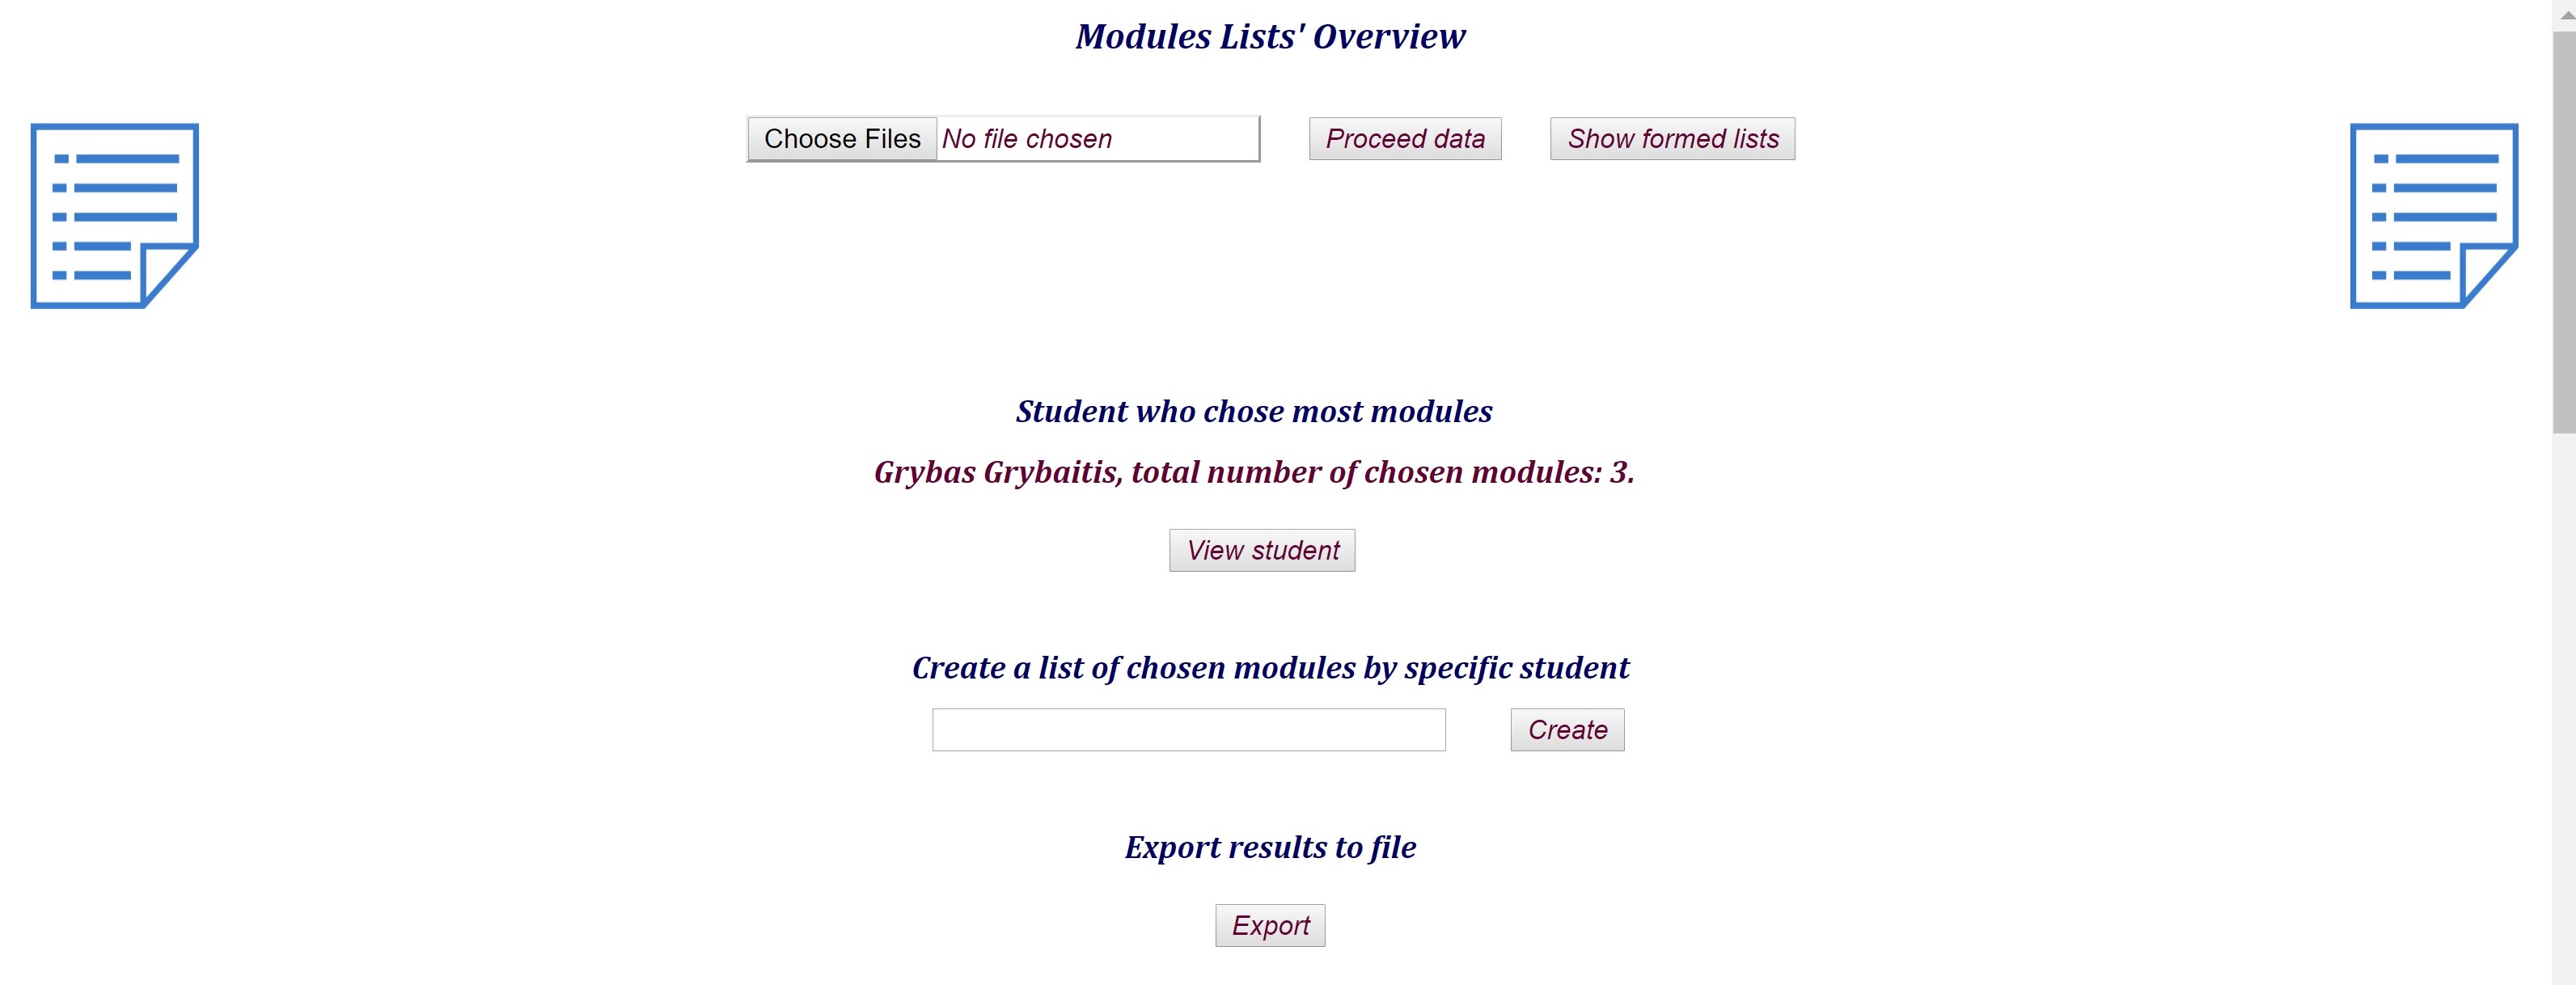 Modules Lists' Overview
Choose Files No file chosen Proceed data Show formed lists
Student who chose most modules
Grybas Grybaitis, total number of chosen modules: 3.
View student
Create a list of chosen modules by specific student
Create
Export results to file
Export